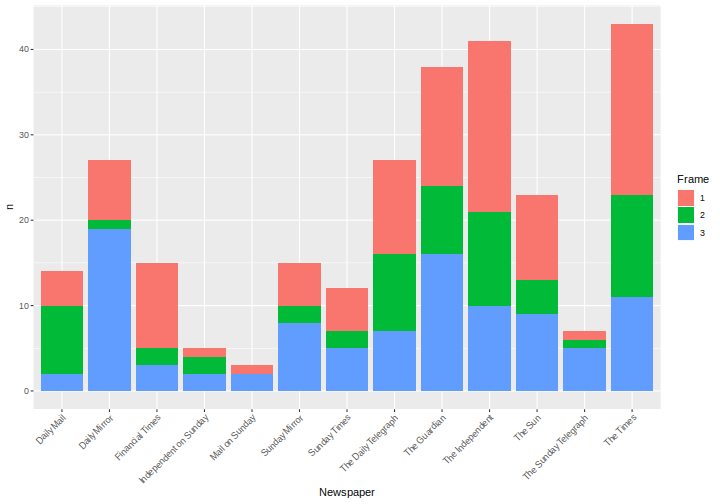 40
30
20
10
0
n
Daily Mail
Daily Mirror
Financial Times
Independent on Sunday
Mail on Sunday
Sunday Mirror
Sunday Times
The Daily Telegraph
The Guardian
The Independent
The Sun
The Sunday Telegraph
The Times
Newspaper
Frame
1
2
3